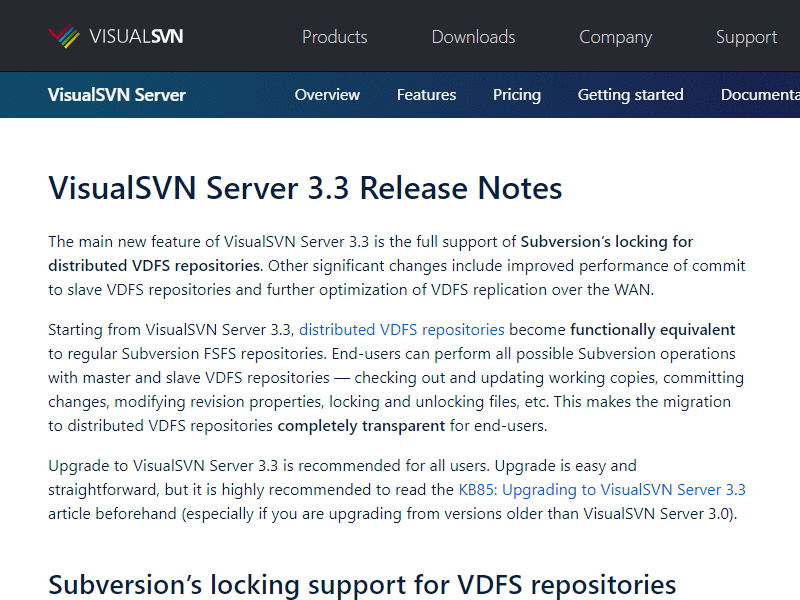 VISUALSVN
Products
Downloads
Company
Support
VisualSVN Server
Overview
Features
Pricing
Getting started
Documenta
VisualSVN Server 3.3 Release Notes
The main new feature of VisualSVN Server 3.3 is the full support of Subversion’s locking for
distributed VDFS repositories. Other significant changes include improved performance of commit
to slave VDFS repositories and further optimization of VDFS replication over the WAN.
Starting from VisualSVN Server 3.3, distributed VDFS repositories become functionally equivalent
to regular Subversion FSFS repositories. End-users can perform all possible Subversion operations
with master and slave VDFS repositories — checking out and updating working copies, committing
changes, modifying revision properties, locking and unlocking files, etc. This makes the migration
to distributed VDFS repositories completely transparent for end-users.
Upgrade to VisualSVN Server 3.3 is recommended for all users. Upgrade is easy and
straightforward, but it is highly recommended to read the KB85: Upgrading to VisualSVN Server 3.3
article beforehand (especially if you are upgrading from versions older than VisualSVN Server 3.0).
Subversion’s locking support for VDFS repositories